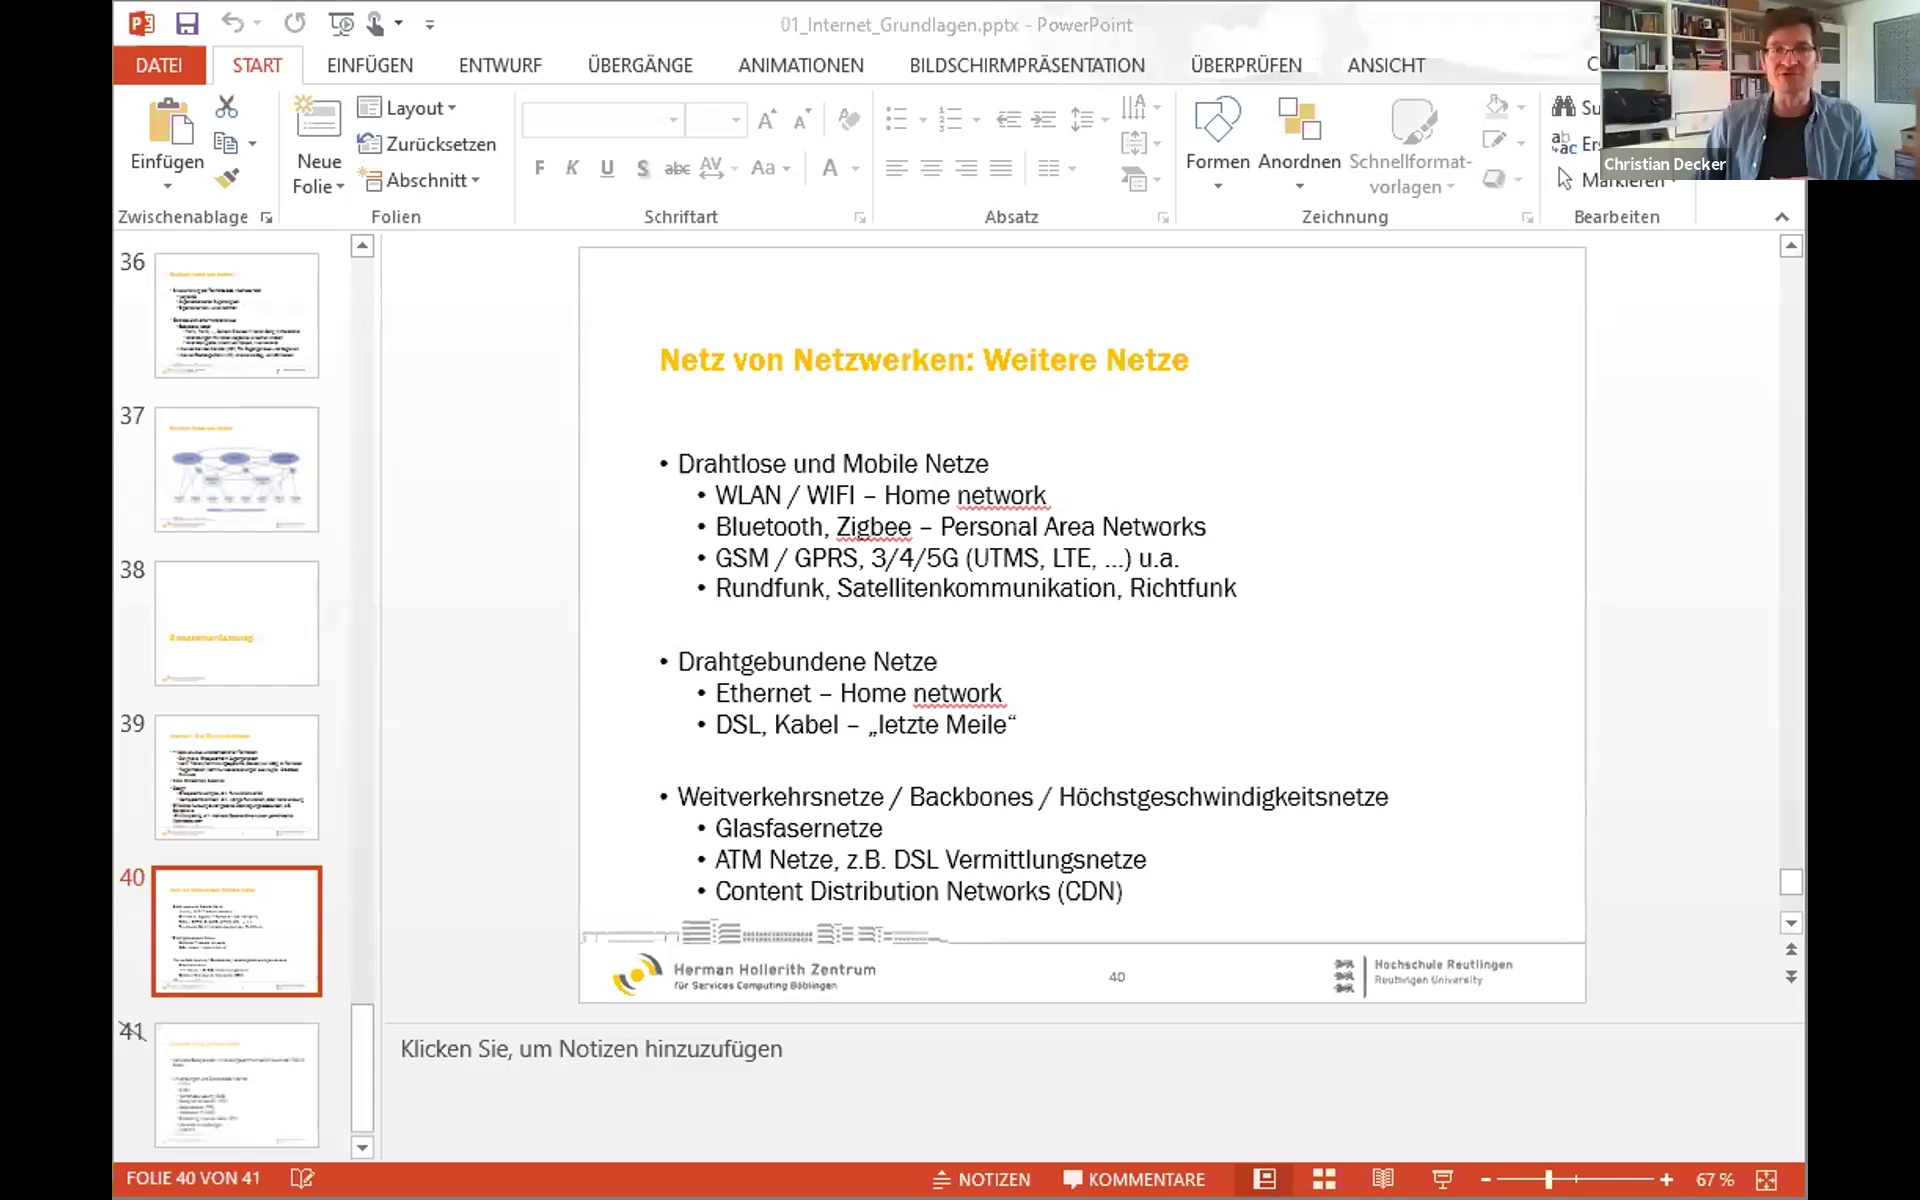 01_Internet_Grundlagen.pptx - PowerPoint
DATEI START EINFÜGEN ENTWURF ÜBERGÄNGE ANIMATIONEN BILDSCHIRMPRÄSENTATION ÜBERPRÜFEN ANSICHT
Einfügen
Zwischenablage
Neue
Folie
Layout
Zurücksetzen
Abschnitt
Folien
F K U S abc AV Aa A
Schriftart
Absatz
Formen
Anordnen
Schnellformat-
vorlagen
Zeichnung
Markieren
Bearbeiten
Christian Decker
36
37
38
Zusammenfassung
39
40
41
Netz von Netzwerken: Weitere Netze
• Drahtlose und Mobile Netze
• WLAN / WIFI – Home network
• Bluetooth, Zigbee – Personal Area Networks
• GSM / GPRS, 3/4/5G (UTMS, LTE, ...) u.a.
• Rundfunk, Satellitenkommunikation, Richtfunk
• Drahtgebundene Netze
• Ethernet – Home network
• DSL, Kabel – „letzte Meile“
• Weitverkehrsnetze / Backbones / Höchstgeschwindigkeitsnetze
• Glasfasernetze
• ATM Netze, z.B. DSL Vermittlungsnetze
• Content Distribution Networks (CDN)
Herman Hollerith Zentrum
für Services Computing Böblingen
40
Hochschule Reutlingen
Reutlingen University
Klicken Sie, um Notizen hinzuzufügen
FOLIE 40 VON 41
NOTIZEN
KOMMENTARE
67 %